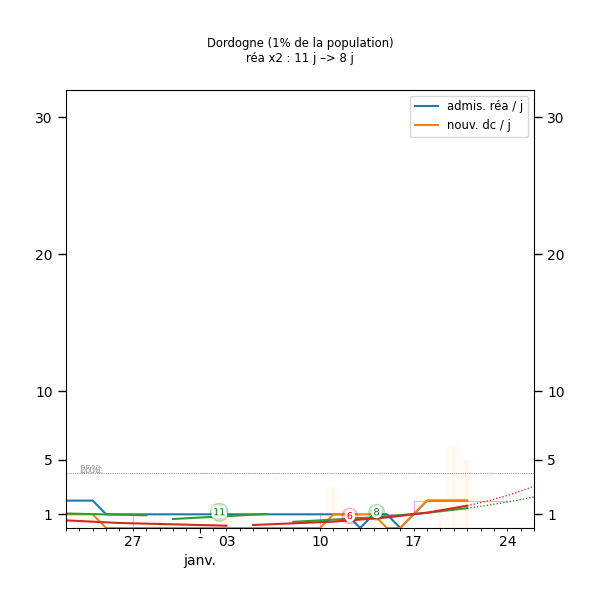 Dordogne (1% de la population)
réa x2 : 11 j –> 8 j
admis. réa / j
nouv. dc / j
30 30
20 20
10 10
5 5
1 1
11 6 8
27 - 03 10 17 24
janv.